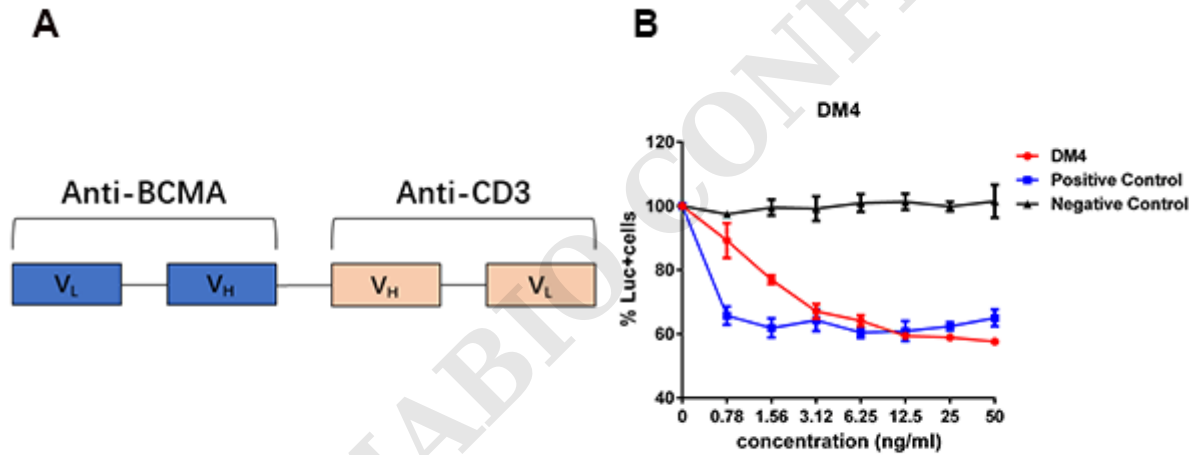 A
B
Anti-BCMA
Anti-CD3
VL
VH
VH
VL
DM4
% Luc+cells
120
100
80
60
40
0 0.78 1.56 3.12 6.25 12.5 25 50
concentration (ng/ml)
DM4
Positive Control
Negative Control